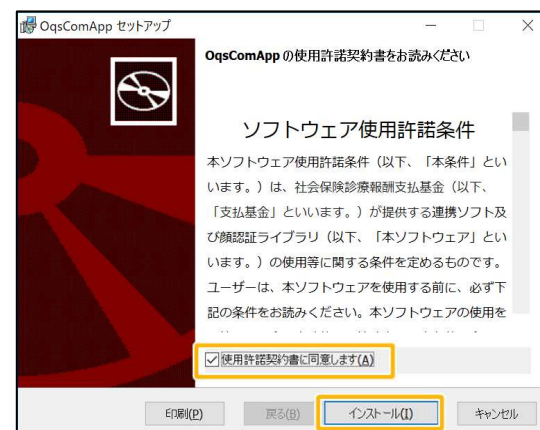 OqsComApp セットアップ
OqsComApp の使用許諾契約書をお読みください
ソフトウェア使用許諾条件
本ソフトウェア使用許諾条件（以下、「本条件」とい
います。）は、社会保険診療報酬支払基金（以下、
「支払基金」といいます。）が提供する連携ソフト及
び顔認証ライブラリ（以下、「本ソフトウェア」とい
います。）の使用等に関する条件を定めるものです。
ユーザーは、本ソフトウェアを使用する前に、必ず下
記の条件をお読みください。本ソフトウェアの使用を
使用許諾契約書に同意します(A)
印刷(P)
戻る(B)
インストール(I)
キャンセル